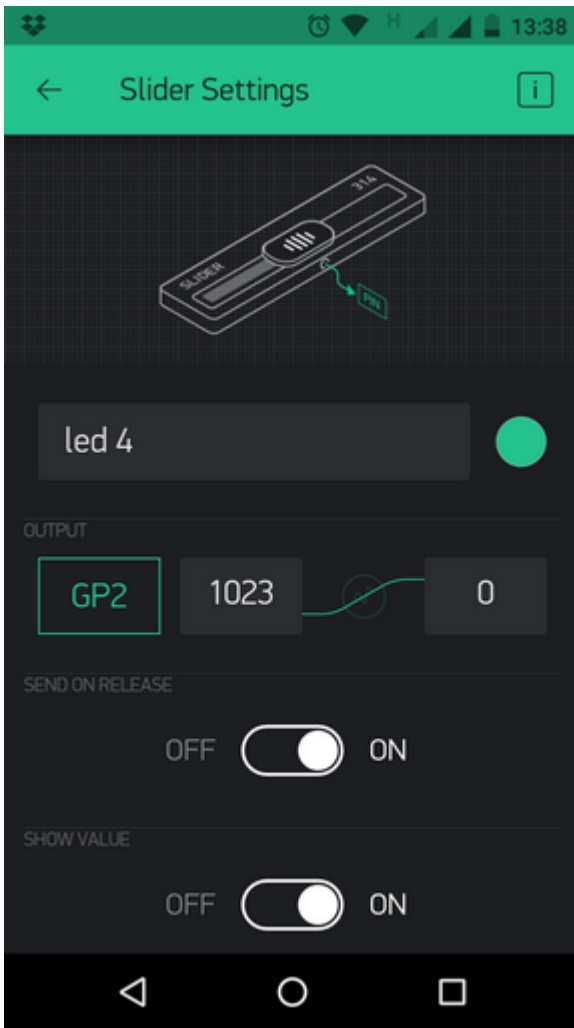 H 13:38
Slider Settings
i
314
SLIDER
PIN
led 4
OUTPUT
GP2 1023 0
SEND ON RELEASE
OFF ON
SHOW VALUE
OFF ON